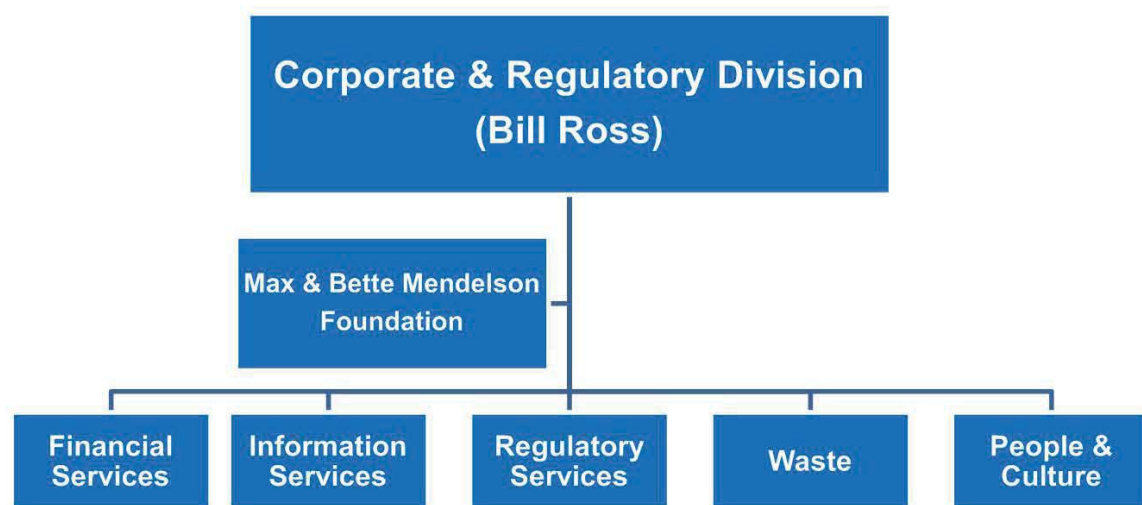 Corporate & Regulatory Division
(Bill Ross)
Max & Bette Mendelson
Foundation
Financial
Services
Information
Services
Regulatory
Services
Waste
People &
Culture